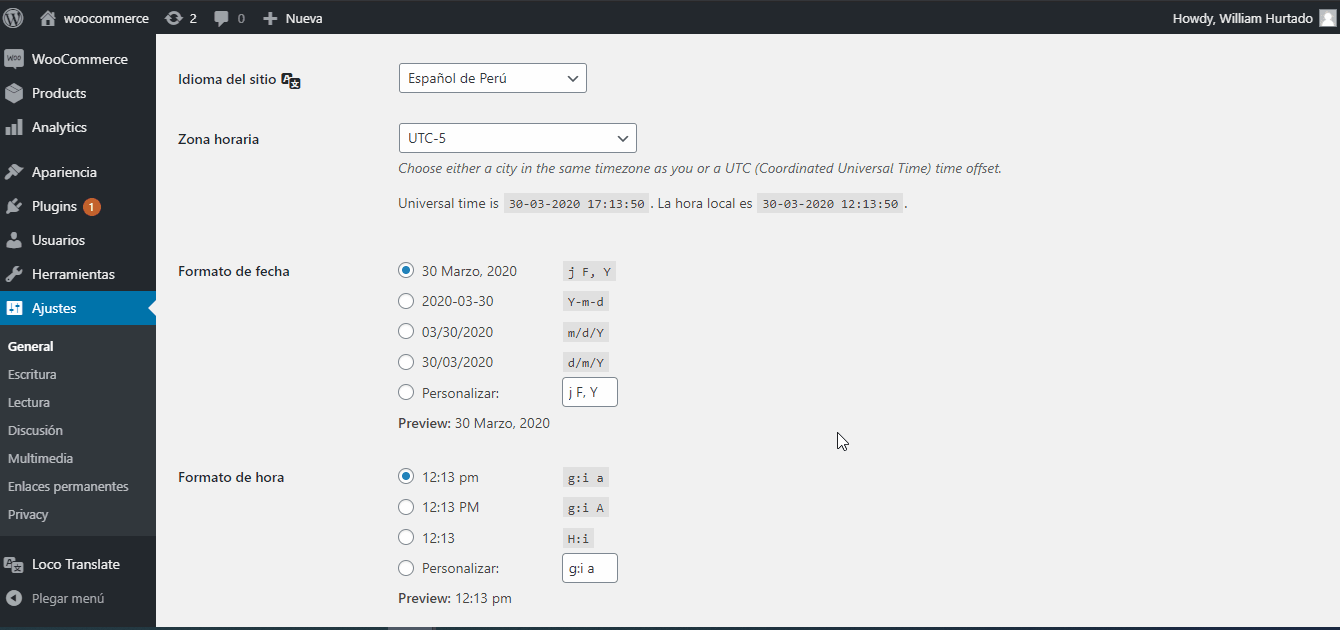 woocommerce 2 0 Nueva Howdy, William Hurtado
WooCommerce
Products
Analytics
Apariencia
Plugins 1
Usuarios
Herramientas
Ajustes
General
Escritura
Lectura
Discusión
Multimedia
Enlaces permanentes
Privacy
Loco Translate
Plegar menú
Idioma del sitio Español de Perú
Zona horaria UTC-5
Choose either a city in the same timezone as you or a UTC (Coordinated Universal Time) time offset.
Universal time is 30-03-2020 17:13:50 . La hora local es 30-03-2020 12:13:50 .
Formato de fecha 30 Marzo, 2020 j F, Y
2020-03-30 Y-m-d
03/30/2020 m/d/Y
30/03/2020 d/m/Y
Personalizar: j F, Y
Preview: 30 Marzo, 2020
Formato de hora 12:13 pm g:i a
12:13 PM g:i A
12:13 H:i
Personalizar: g:i a
Preview: 12:13 pm